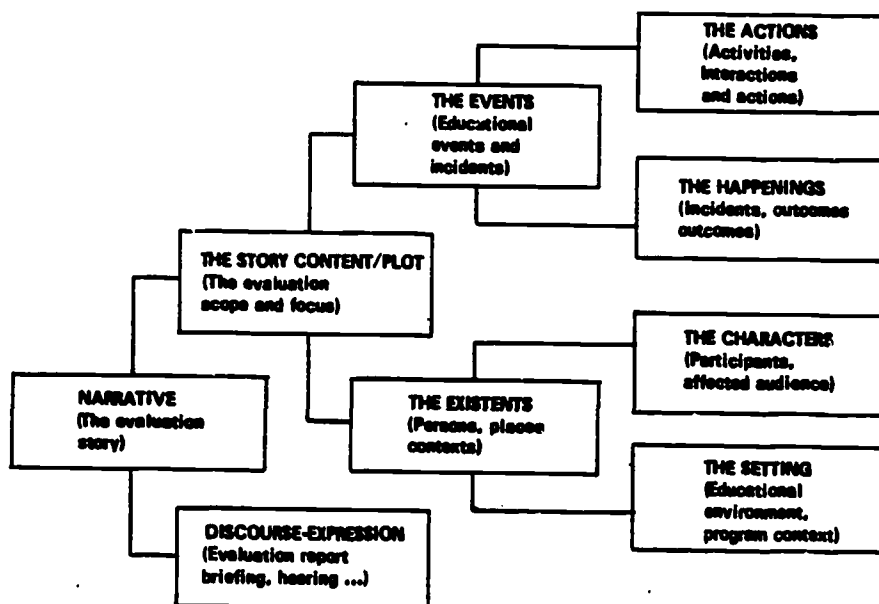 THE ACTIONS
(Activities,
interactions
and actions)
THE EVENTS
(Educational
events and
incidents)
THE HAPPENINGS
(Incidents, outcomes
outcomes)
THE STORY CONTENT/PLOT
(The evaluation
scope and focus)
THE CHARACTERS
(Participants,
affected audience)
NARRATIVE
(The evaluation
story)
THE EXISTENTS
(Persons, places
contexts)
THE SETTING
(Educational
environment,
program context)
DISCOURSE-EXPRESSION
(Evaluation report
briefing, hearing ...)